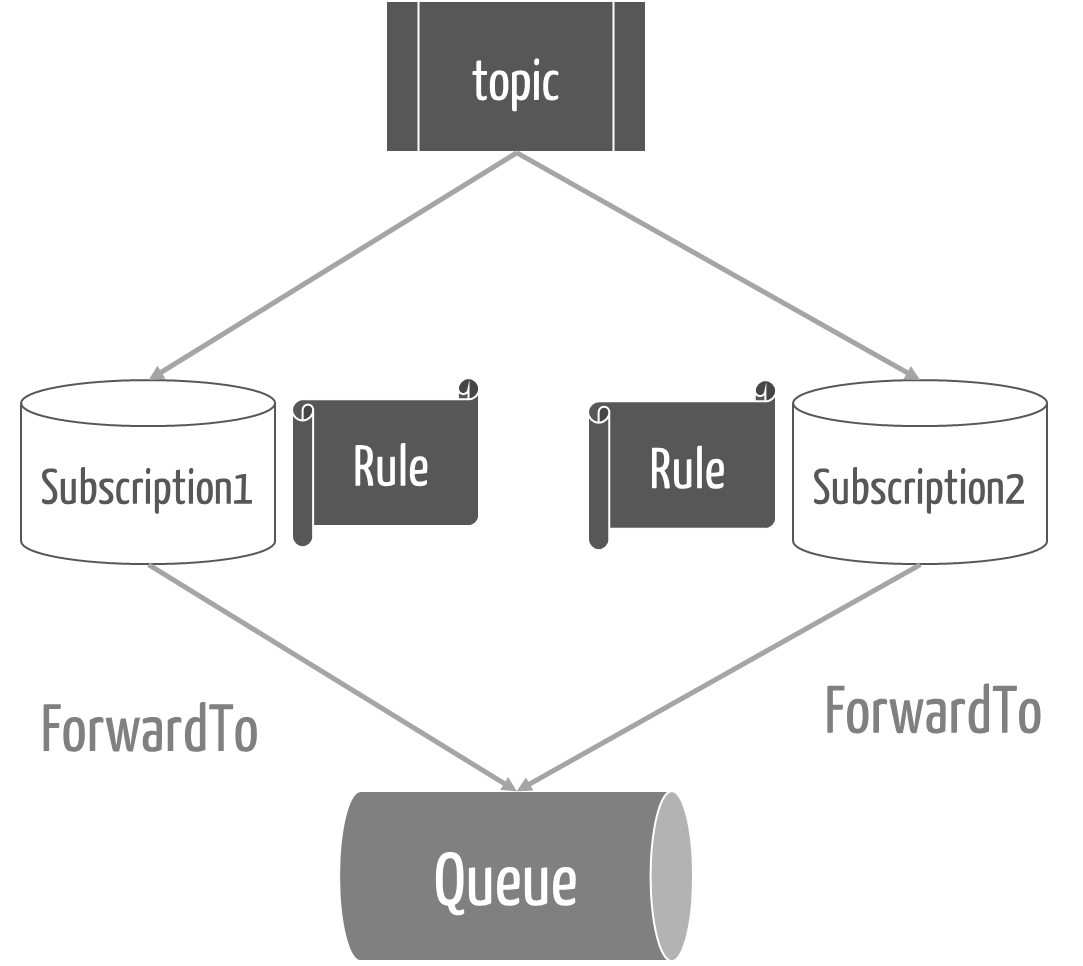 topic
Subscription1
Rule
Rule
Subscription2
ForwardTo
ForwardTo
Queue